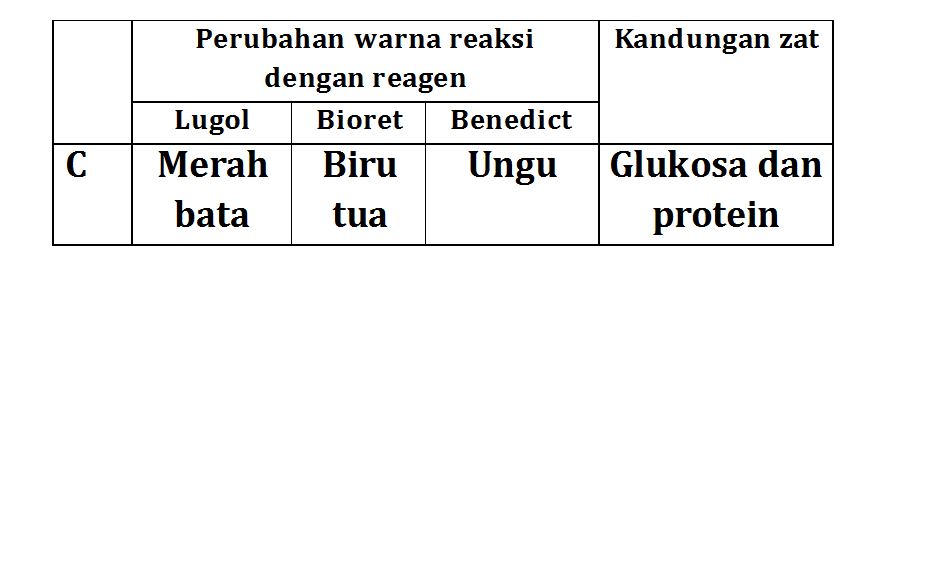 Perubahan warna reaksi
dengan reagen
Kandungan zat
Lugol
Bioret
Benedict
C
Merah
bata
Biru
tua
Ungu
Glukosa dan
protein